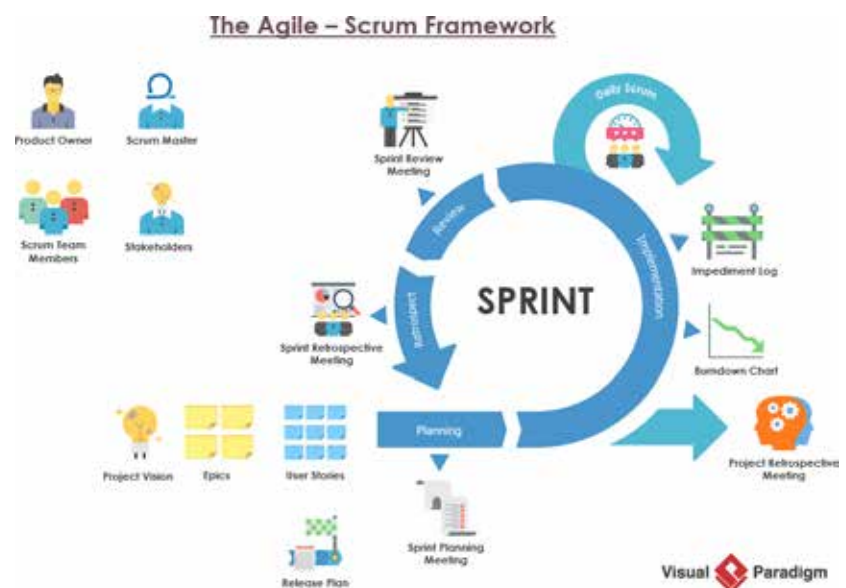 The Agile – Scrum Framework
Product Owner
Scrum Master
Scrum Team
Members
Stakeholders
Sprint Review
Meeting
Daily Scrum
Review
Implementation
Impediment Log
SPRINT
Retrospect
Sprint Retrospective
Meeting
Burndown Chart
Planning
Project Vision
Epics
User Stories
Project Retrospective
Meeting
Sprint Planning
Meeting
Release Plan
Visual Paradigm